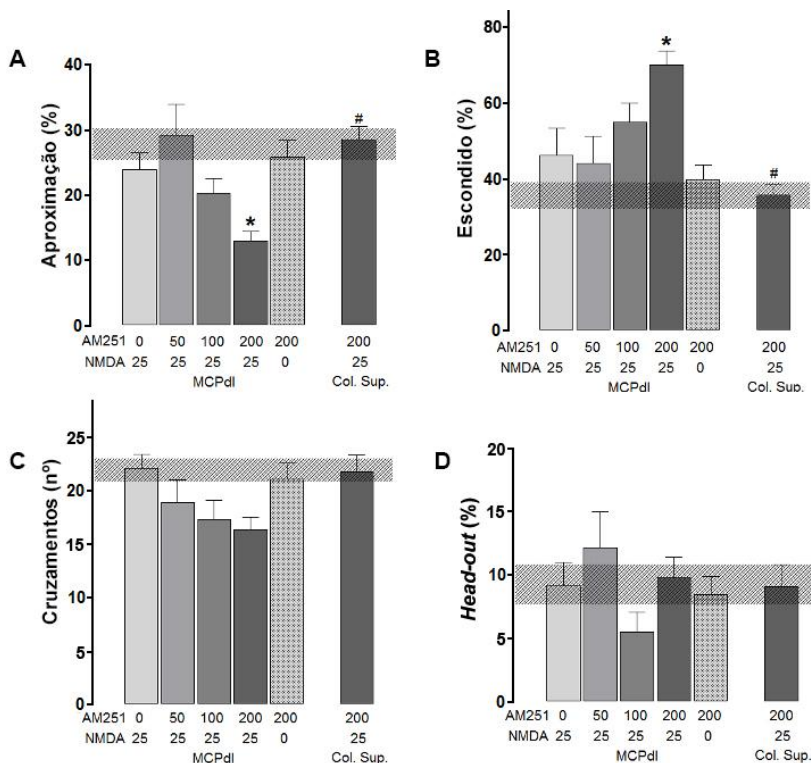 A
Aproximação (%)
40
30
20
10
0
*
#
AM251 0 50 100 200 200 200
NMDA 25 25 25 25 0 25
MCPdl Col. Sup.
B
Escondido (%)
80
60
40
20
0
*
#
AM251 0 50 100 200 200 200
NMDA 25 25 25 25 0 25
MCPdl Col. Sup.
C
Cruzamentos (nº)
25
20
15
10
5
0
AM251 0 50 100 200 200 200
NMDA 25 25 25 25 0 25
MCPdl Col. Sup.
D
Head-out (%)
20
15
10
5
0
AM251 0 50 100 200 200 200
NMDA 25 25 25 25 0 25
MCPdl Col. Sup.